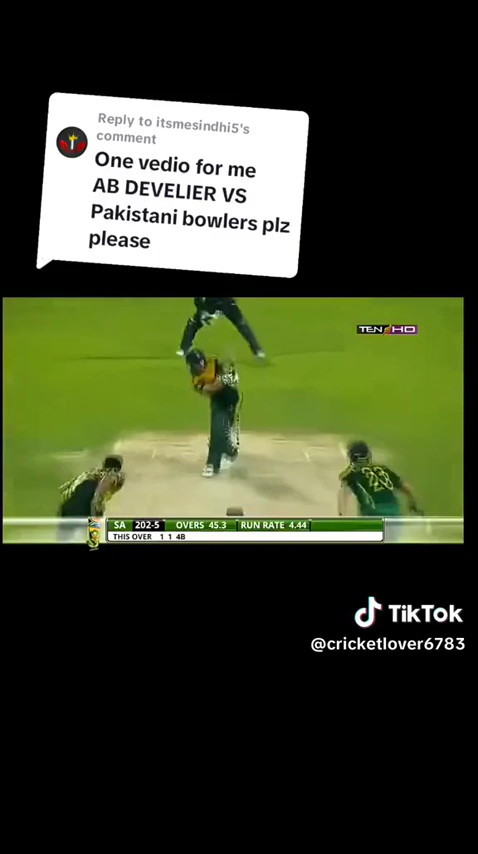 Reply to itsmesindhi5's
comment
One vedio for me
AB DEVELIER VS
Pakistani bowlers plz
please
TEN HD
23
SA 202-5 OVERS 45.3 RUN RATE 4.44
THIS OVER 1 1 4B
TikTok
@cricketlover6783